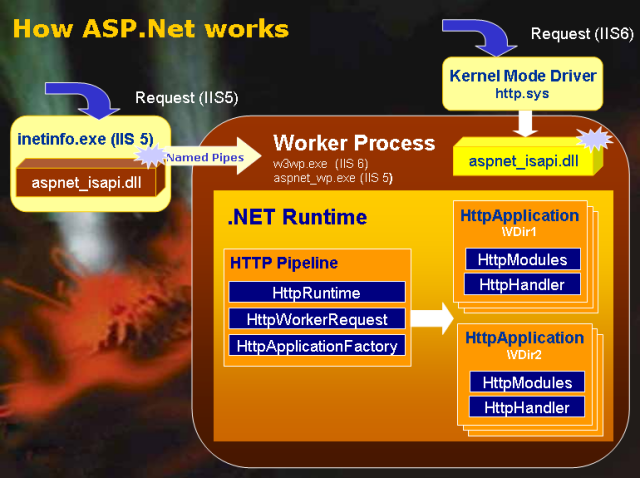 How ASP.Net works
Request (IIS6)
Kernel Mode Driver
http.sys
Request (IIS5)
inetinfo.exe (IIS 5)
aspnet_isapi.dll
Named Pipes
Worker Process
w3wp.exe  (IIS 6)
aspnet_wp.exe (IIS 5)
aspnet_isapi.dll
.NET Runtime
HTTP Pipeline
HttpRuntime
HttpWorkerRequest
HttpApplicationFactory
HttpApplication
\VDir1
HttpModules
HttpHandler
HttpApplication
\VDir2
HttpModules
HttpHandler